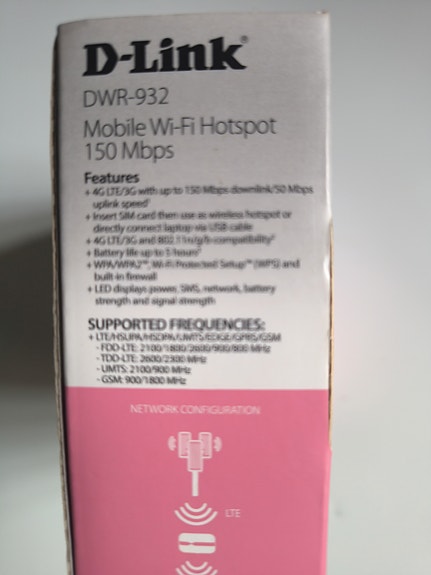 D-Link®
DWR-932
Mobile Wi-Fi Hotspot
150 Mbps
Features
+ 4G LTE/3G with up to 150 Mbps downlink/50 Mbps
uplink speed¹
+ Insert SIM card then use as wireless hotspot or
directly connect laptop via USB cable
+ 4G LTE/3G and 802.11n/g/b compatibility²
+ Battery life up to 5 hours³
+ WPA/WPA2™, Wi-Fi Protected Setup™ (WPS) and
built-in firewall
+ LED displays power, SMS, network, battery
strength and signal strength
SUPPORTED FREQUENCIES:
+ LTE/HSUPA/HSDPA/UMTS/EDGE/GPRS/GSM
- FDD-LTE: 2100/1800/2600/900/800 MHz
- TDD-LTE: 2600/2300 MHz
- UMTS: 2100/900 MHz
- GSM: 900/1800 MHz
NETWORK CONFIGURATION
LTE